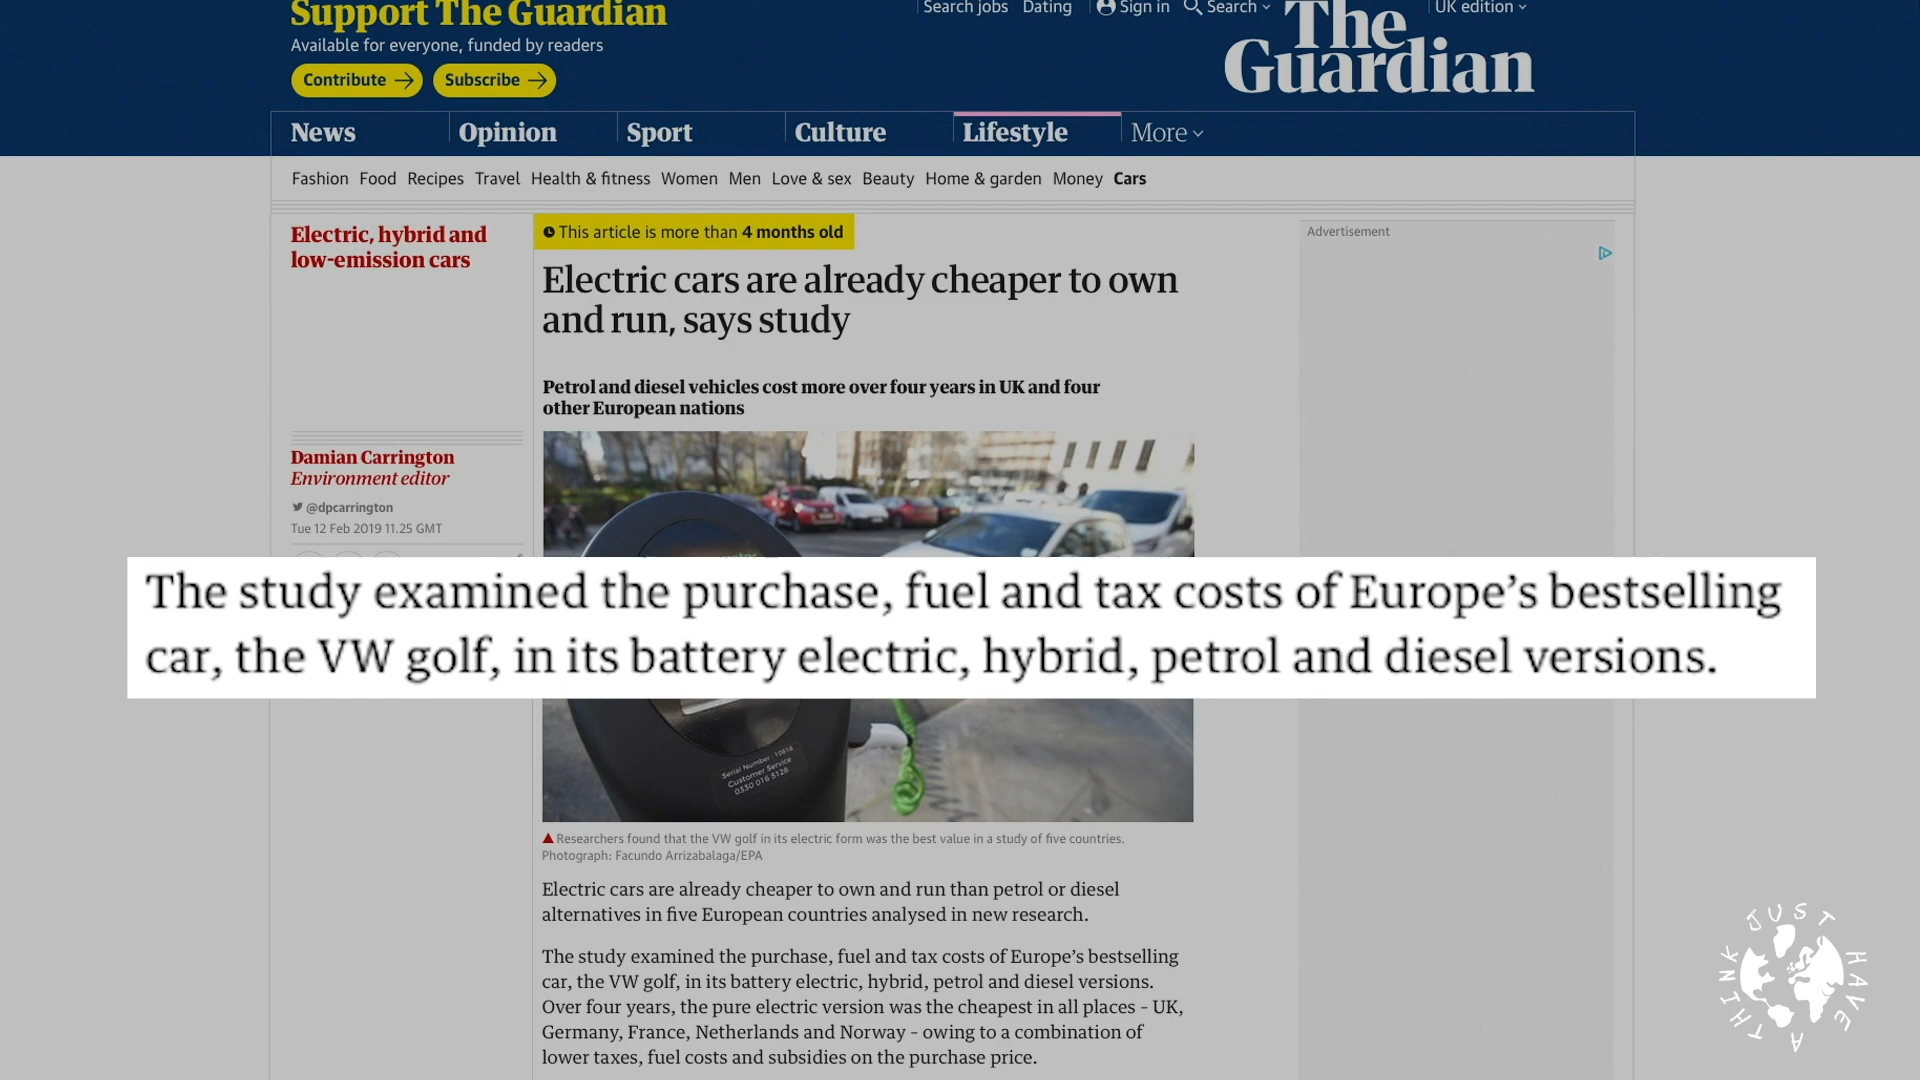 Support The Guardian
Available for everyone, funded by readers
Contribute
Subscribe
Search jobs Dating Sign in Search UK edition
The Guardian
News Opinion Sport Culture Lifestyle More
Fashion Food Recipes Travel Health & fitness Women Men Love & sex Beauty Home & garden Money Cars
Electric, hybrid and
low-emission cars
This article is more than 4 months old
Electric cars are already cheaper to own
and run, says study
Petrol and diesel vehicles cost more over four years in UK and four
other European nations
Advertisement
Damian Carrington
Environment editor
@dpcarrington
Tue 12 Feb 2019 11.25 GMT
The study examined the purchase, fuel and tax costs of Europe's bestselling
car, the VW golf, in its battery electric, hybrid, petrol and diesel versions.
Serial Number: 10616
Customer Service
0330 016 5126
Researchers found that the VW golf in its electric form was the best value in a study of five countries.
Photograph: Facundo Arrizabalaga/EPA
Electric cars are already cheaper to own and run than petrol or diesel
alternatives in five European countries analysed in new research.
The study examined the purchase, fuel and tax costs of Europe's bestselling
car, the VW golf, in its battery electric, hybrid, petrol and diesel versions.
Over four years, the pure electric version was the cheapest in all places – UK,
Germany, France, Netherlands and Norway – owing to a combination of
lower taxes, fuel costs and subsidies on the purchase price.
JUST HAVE A THINK